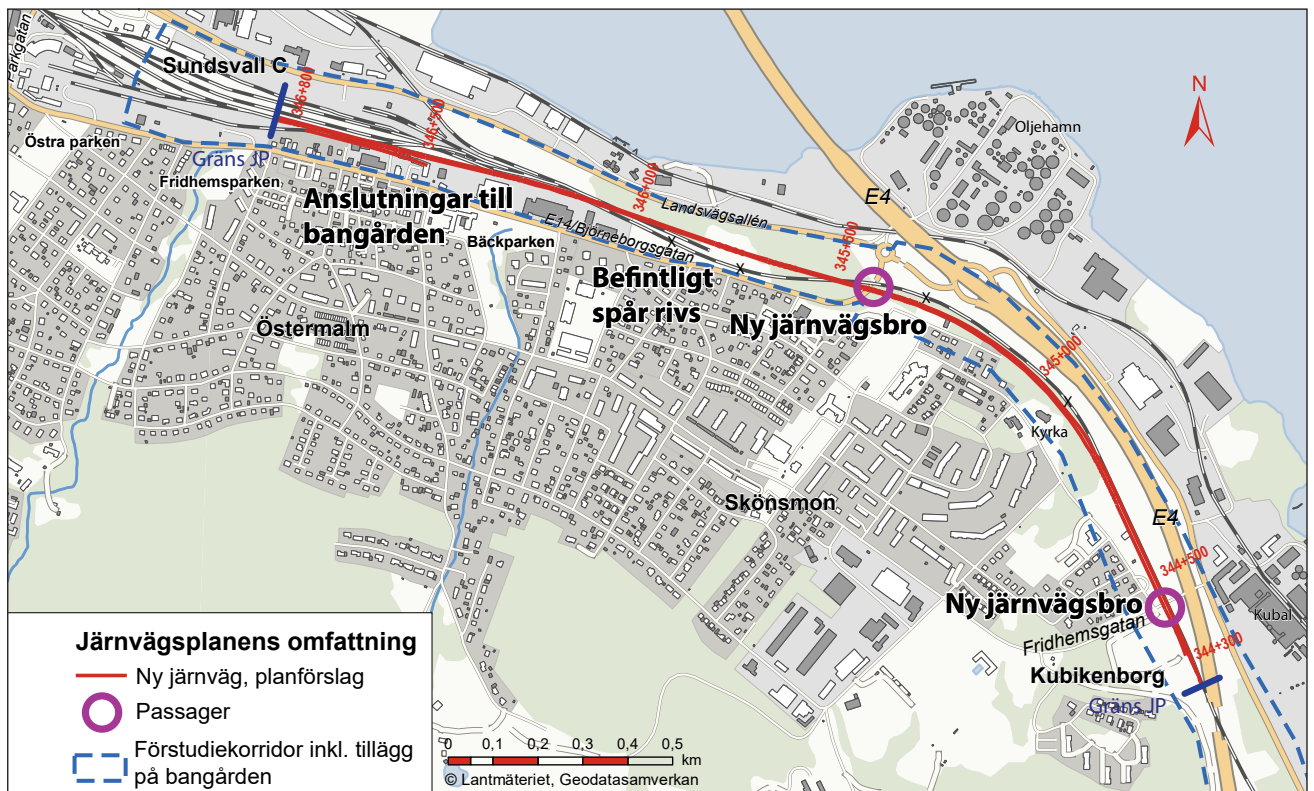 Parkgatan
Sundsvall C
346+800
346+500
Östra parken
Gräns JP
Fridhemsparken
Anslutningar till
bangården
Bäckparken
E14/Björneborgsgatan
346+000
Landsvägsallén
345+500
E4
Oljehamn
N
Befintligt
spår rivs
X
X
X
X
Ny järnvägsbro
Östermalm
345+000
Kyrka
Skönsmon
E4
344+500
Ny järnvägsbro
Fridhemsgatan
Kubal
344+300
Kubikenborg
Gräns JP
Järnvägsplanens omfattning
Ny järnväg, planförslag
Passager
Förstudiekorridor inkl. tillägg
på bangården
0 0,1 0,2 0,3 0,4 0,5
km
© Lantmäteriet, Geodatasamverkan